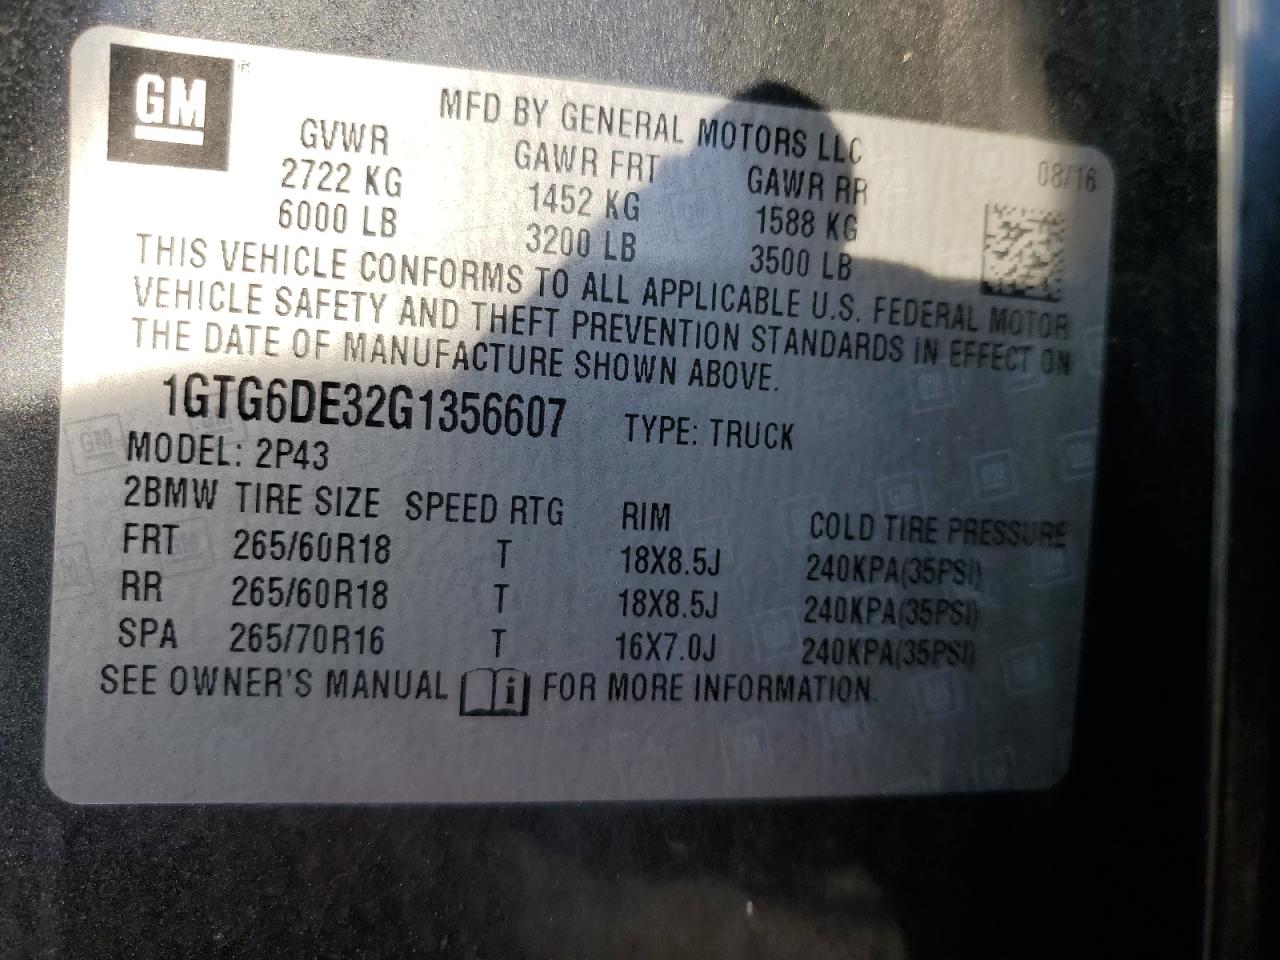 GM
MFD BY GENERAL MOTORS LLC
08/16
GVWR GAWR FRT GAWR RR
2722 KG 1452 KG 1588 KG
6000 LB 3200 LB 3500 LB
THIS VEHICLE CONFORMS TO ALL APPLICABLE U.S. FEDERAL MOTOR
VEHICLE SAFETY AND THEFT PREVENTION STANDARDS IN EFFECT ON
THE DATE OF MANUFACTURE SHOWN ABOVE.
1GTG6DE32G1356607 TYPE: TRUCK
MODEL: 2P43
2BMW TIRE SIZE SPEED RTG RIM COLD TIRE PRESSURE
FRT 265/60R18 T 18X8.5J 240KPA(35PSI)
RR 265/60R18 T 18X8.5J 240KPA(35PSI)
SPA 265/70R16 T 16X7.0J 240KPA(35PSI)
SEE OWNER'S MANUAL i FOR MORE INFORMATION.